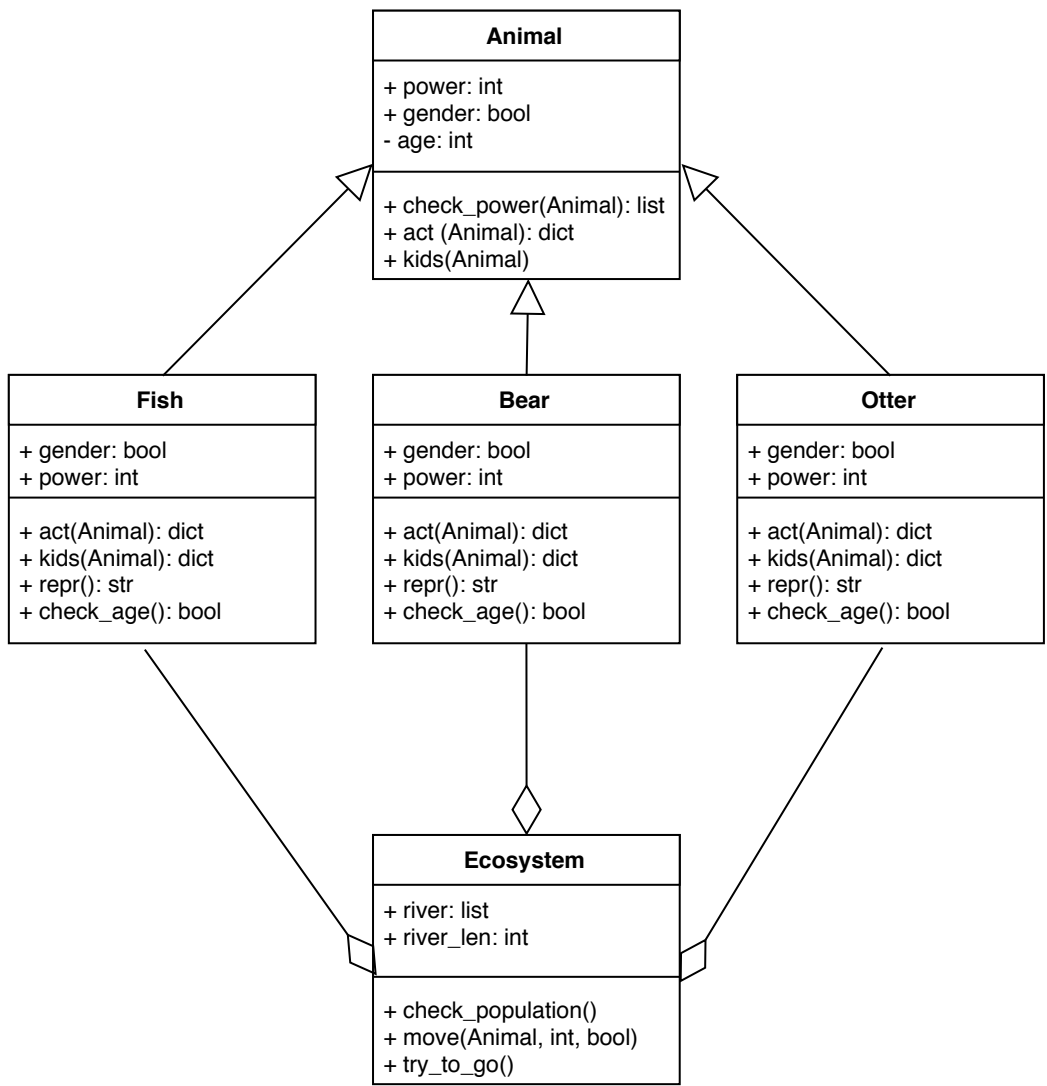 Animal
+ power: int
+ gender: bool
- age: int
+ check_power(Animal): list
+ act (Animal): dict
+ kids(Animal)
Fish
+ gender: bool
+ power: int
+ act(Animal): dict
+ kids(Animal): dict
+ repr(): str
+ check_age(): bool
Bear
+ gender: bool
+ power: int
+ act(Animal): dict
+ kids(Animal): dict
+ repr(): str
+ check_age(): bool
Otter
+ gender: bool
+ power: int
+ act(Animal): dict
+ kids(Animal): dict
+ repr(): str
+ check_age(): bool
Ecosystem
+ river: list
+ river_len: int
+ check_population()
+ move(Animal, int, bool)
+ try_to_go()